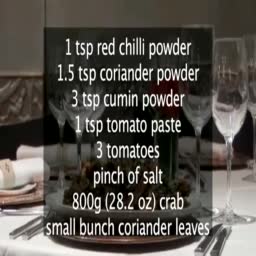 1 tsp red chilli powder
1.5 tsp coriander powder
3 tsp cumin powder
1 tsp tomato paste
3 tomatoes
pinch of salt
800g (28.2 oz) crab
small bunch coriander leaves